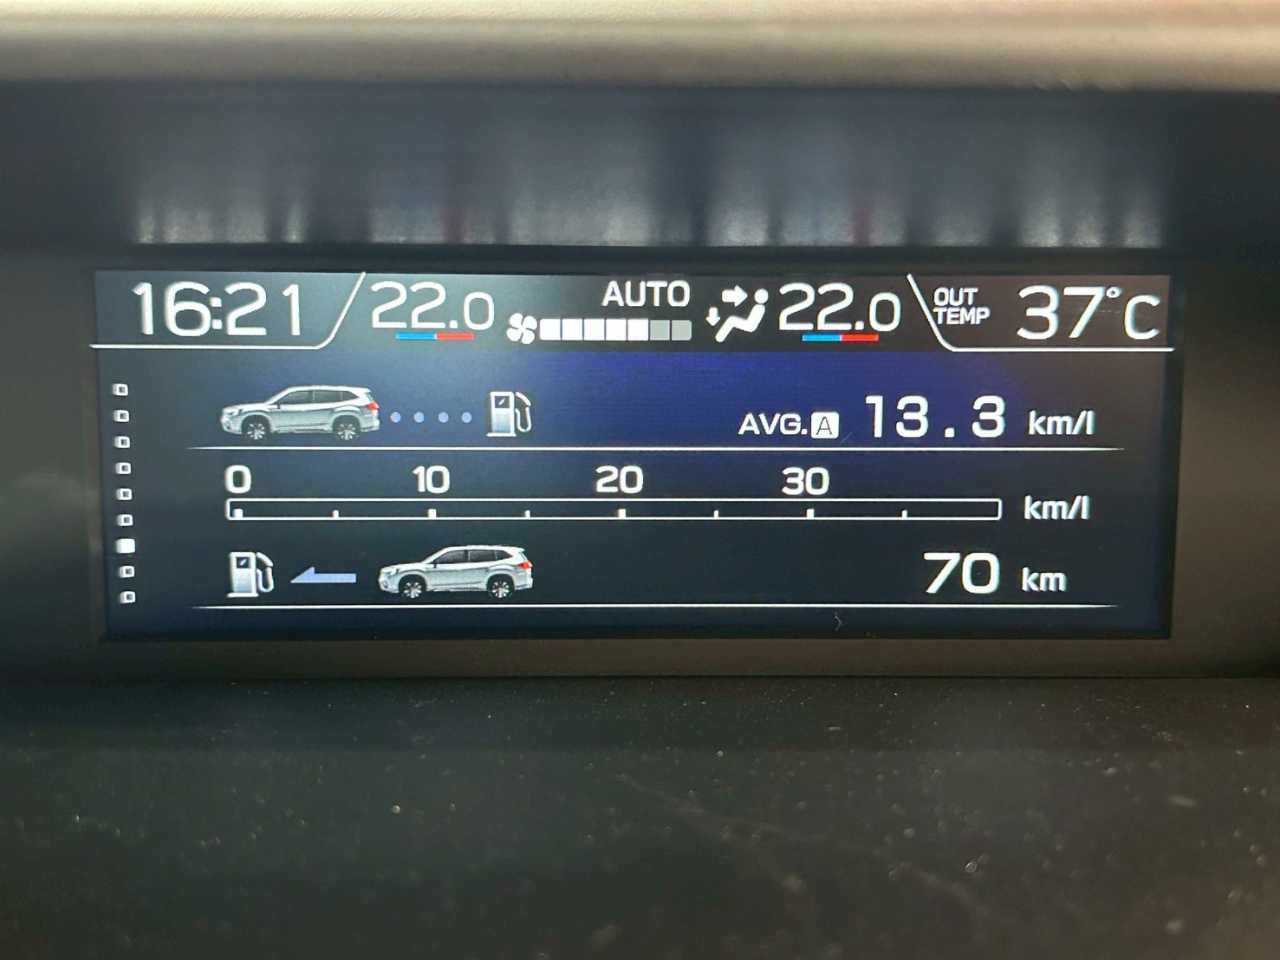 16:21 22.0 AUTO 22.0 OUT TEMP 37°C
AVG. A 13.3 km/l
0 10 20 30
km/l
70 km